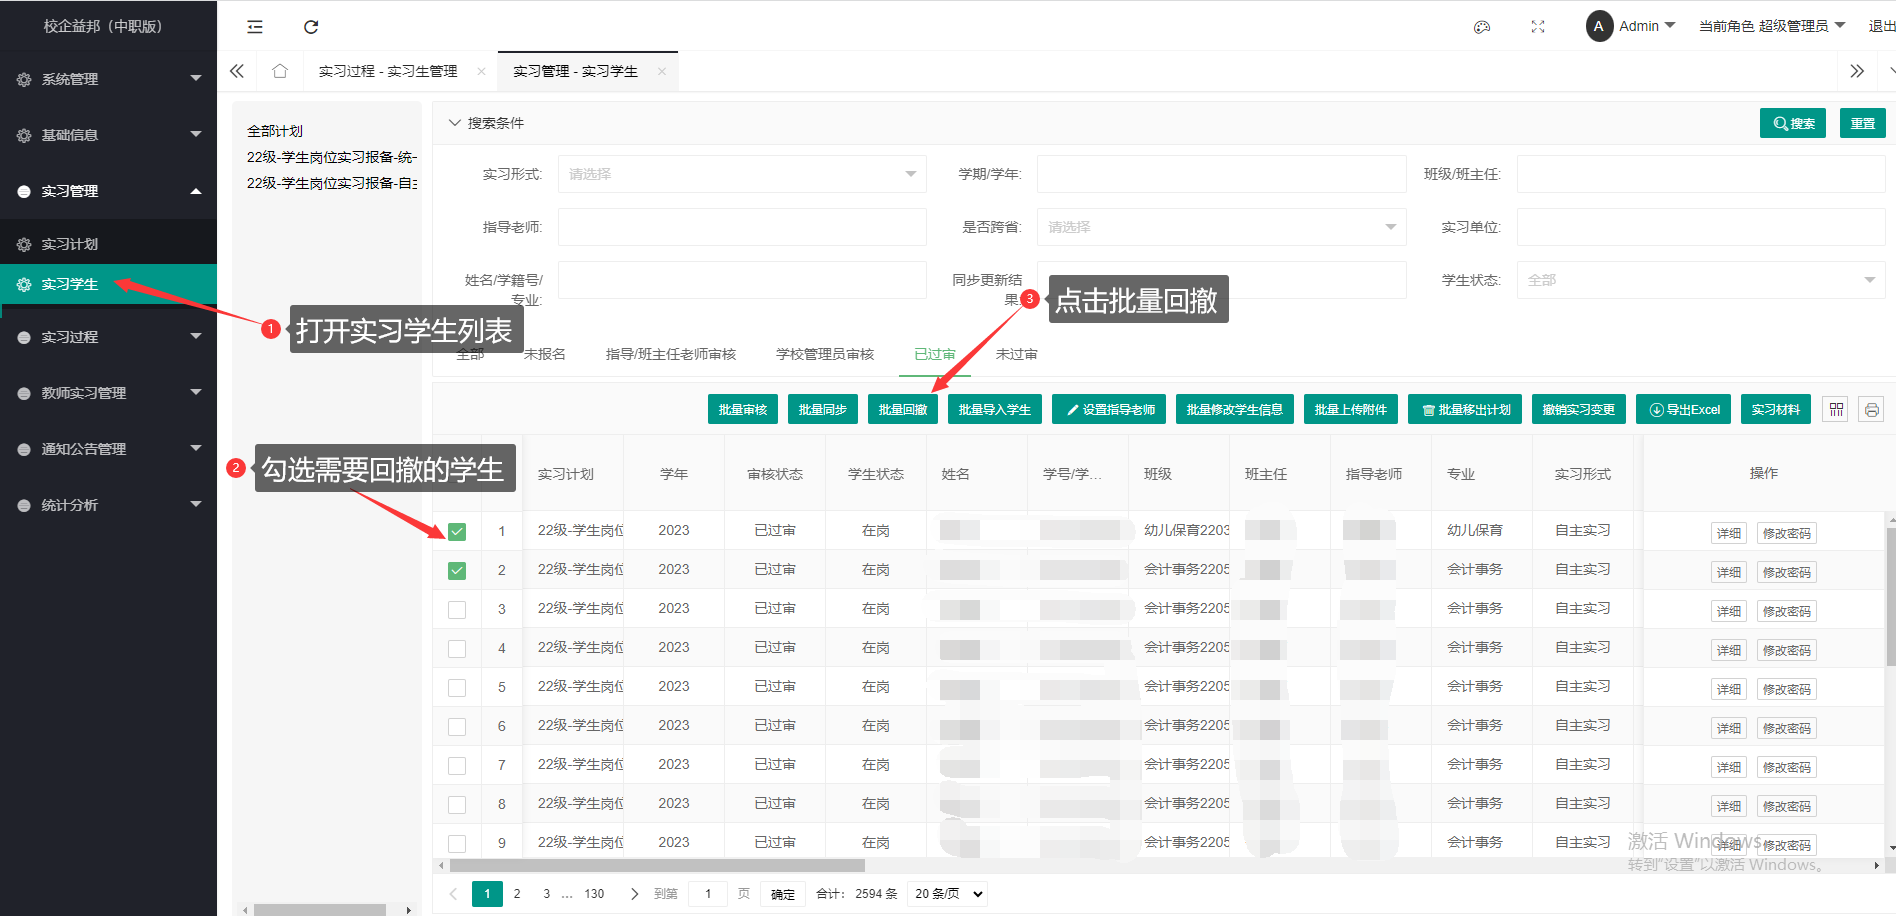 校企益邦（中职版）
Admin
当前角色 超级管理员
退出
系统管理
基础信息
实习管理
实习计划
实习学生
实习过程
教师实习管理
通知公告管理
统计分析
实习过程 - 实习生管理
实习管理 - 实习学生
全部计划
22级-学生岗位实习报备-统一
22级-学生岗位实习报备-自主
搜索条件
搜索
重置
实习形式:
请选择
学期/学年:
班级/班主任:
指导老师:
是否跨省:
请选择
实习单位:
姓名/学籍号/
专业:
同步更新结
果:
学生状态:
全部
1
打开实习学生列表
3
点击批量回撤
全部
未报名
指导/班主任老师审核
学校管理员审核
已过审
未过审
批量审核
批量同步
批量回撤
批量导入学生
设置指导老师
批量修改学生信息
批量上传附件
批量移出计划
撤销实习变更
导出Excel
实习材料
2
勾选需要回撤的学生
实习计划 学年 审核状态 学生状态 姓名 学号/学... 班级 班主任 指导老师 专业 实习形式 操作
1 22级-学生岗位 2023 已过审 在岗 幼儿保育2203 幼儿保育 自主实习 详细 修改密码
2 22级-学生岗位 2023 已过审 在岗 会计事务2205 会计事务 自主实习 详细 修改密码
3 22级-学生岗位 2023 已过审 在岗 会计事务2205 会计事务 自主实习 详细 修改密码
4 22级-学生岗位 2023 已过审 在岗 会计事务2205 会计事务 自主实习 详细 修改密码
5 22级-学生岗位 2023 已过审 在岗 会计事务2205 会计事务 自主实习 详细 修改密码
6 22级-学生岗位 2023 已过审 在岗 会计事务2205 会计事务 自主实习 详细 修改密码
7 22级-学生岗位 2023 已过审 在岗 会计事务2205 会计事务 自主实习 详细 修改密码
8 22级-学生岗位 2023 已过审 在岗 会计事务2205 会计事务 自主实习 详细 修改密码
9 22级-学生岗位 2023 已过审 在岗 会计事务2205 会计事务 自主实习 详细 修改密码
激活 Windows
转到"设置"以激活 Windows。
1 2 3 ... 130 到第 1 页 确定 合计： 2594 条 20 条/页